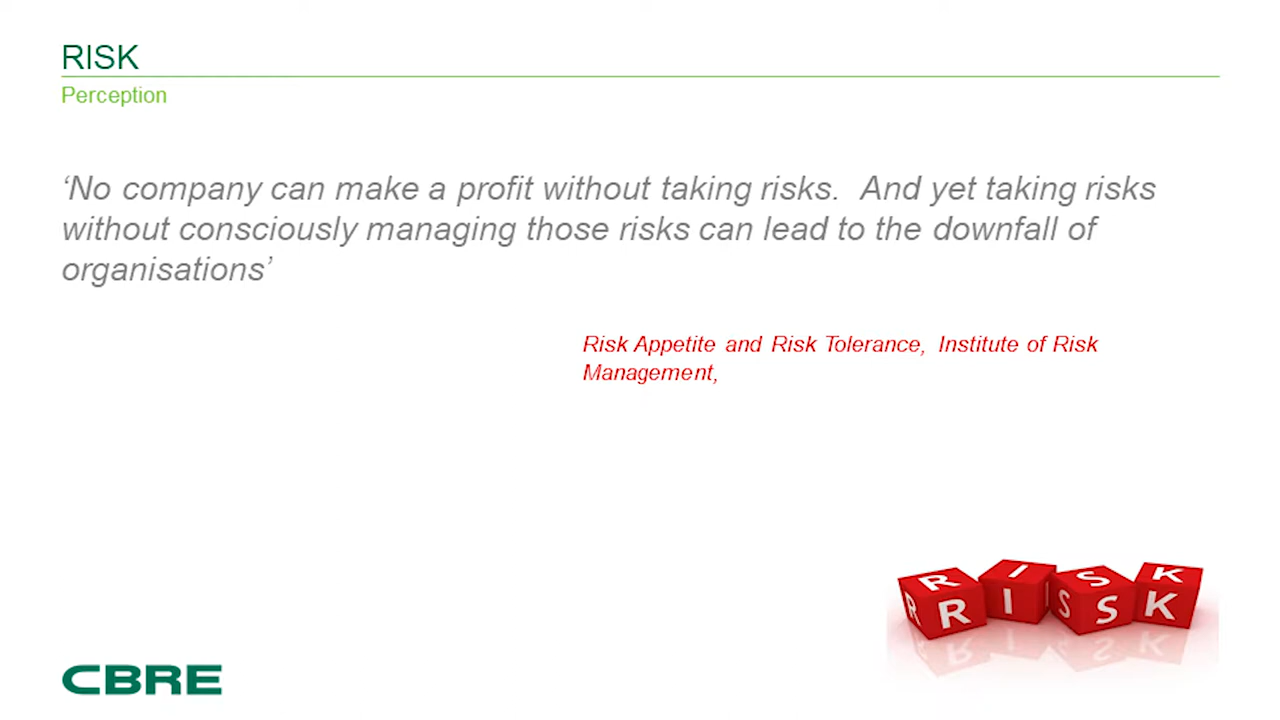 RISK
Perception
‘No company can make a profit without taking risks.  And yet taking risks
without consciously managing those risks can lead to the downfall of
organisations’
Risk Appetite and Risk Tolerance, Institute of Risk
Management,
R I S K
R R I I S S K
CBRE